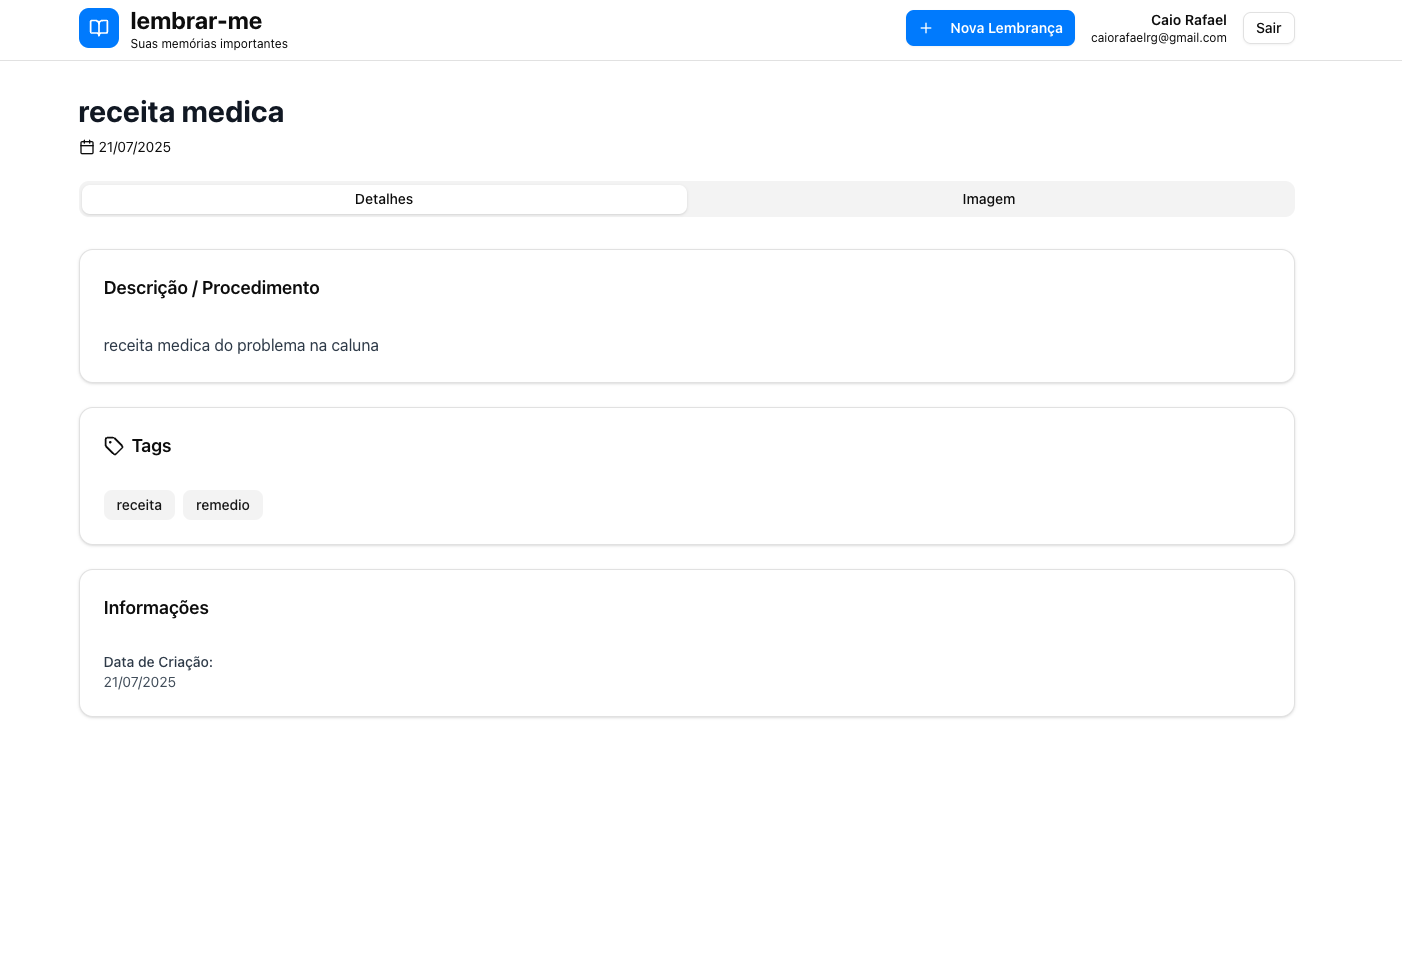 lembrar-me
Suas memórias importantes
Nova Lembrança
Caio Rafael
caiorafaelrg@gmail.com
Sair
receita medica
21/07/2025
Detalhes
Imagem
Descrição / Procedimento
receita medica do problema na caluna
Tags
receita
remedio
Informações
Data de Criação:
21/07/2025